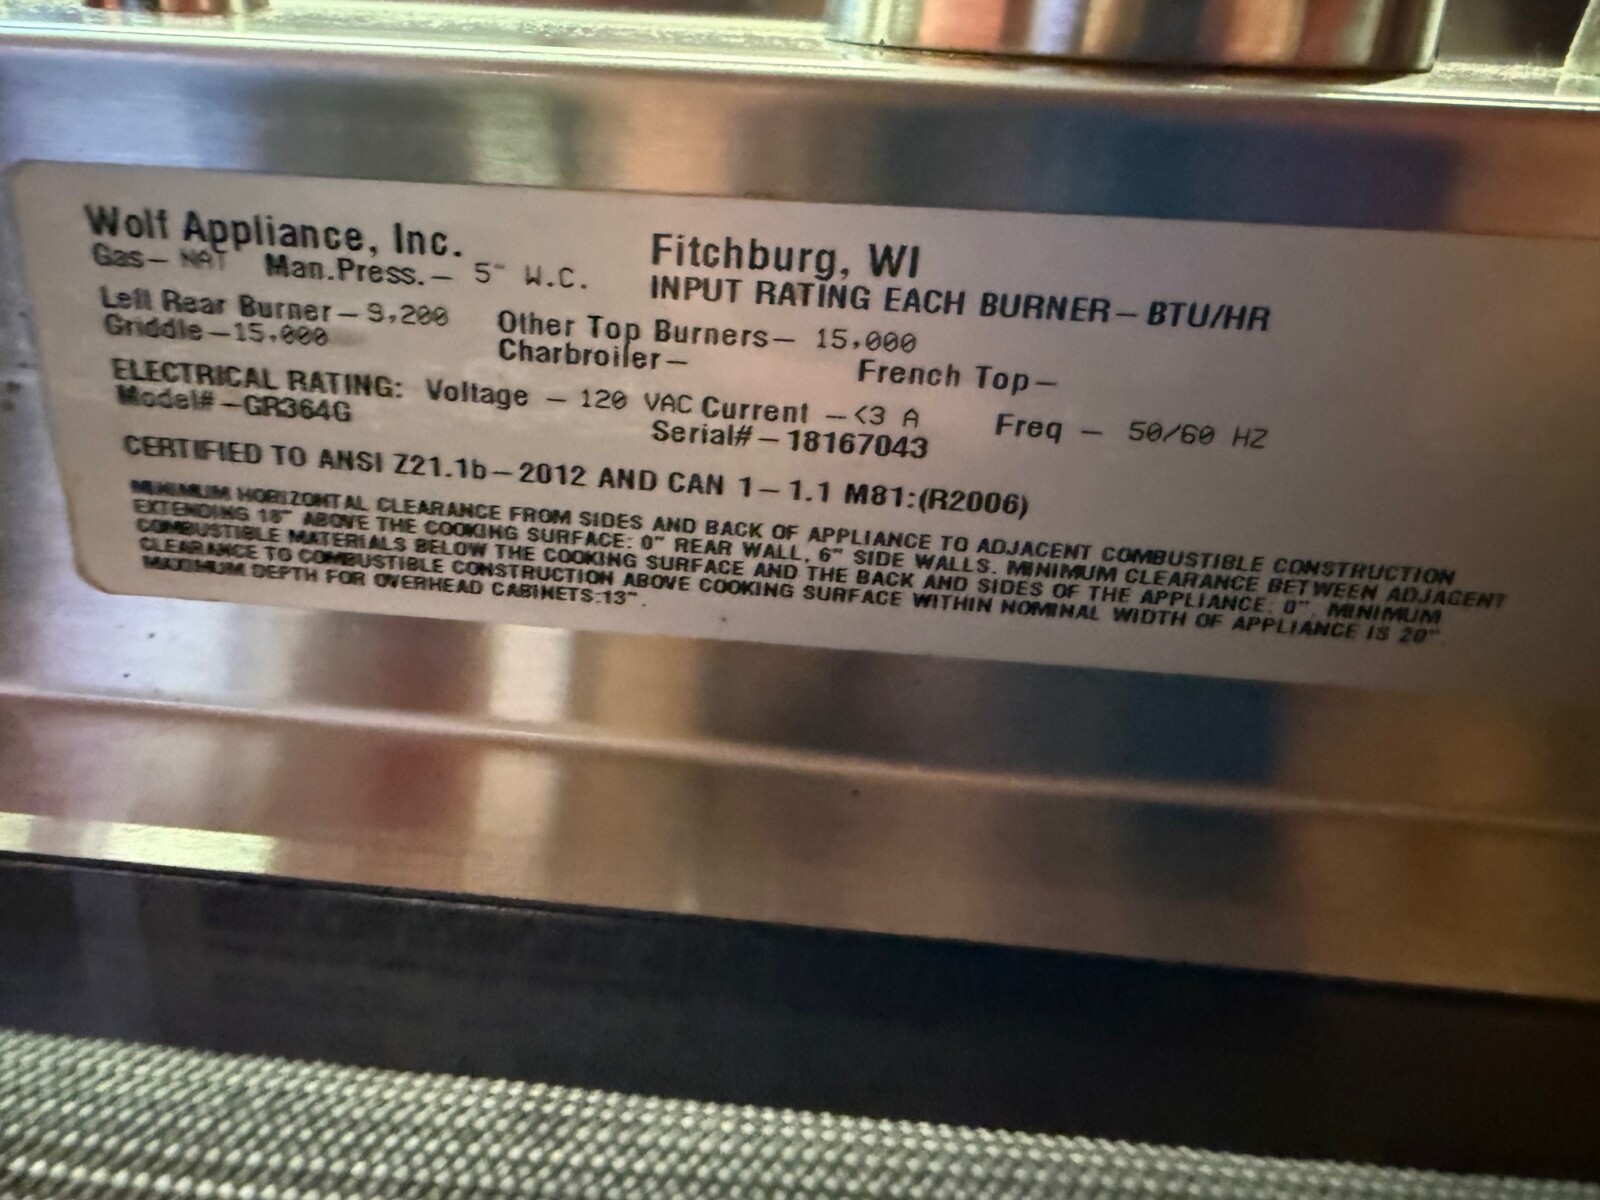 Wolf Appliance, Inc. Fitchburg, WI
Gas– NAT Man.Press.– 5" W.C. INPUT RATING EACH BURNER–BTU/HR
Left Rear Burner–9,200 Other Top Burners– 15,000
Griddle–15,000 Charbroiler– French Top–
ELECTRICAL RATING: Voltage – 120 VAC Current –<3 A Freq – 50/60 HZ
Model#–GR364G Serial#–18167043
CERTIFIED TO ANSI Z21.1b–2012 AND CAN 1–1.1 M81:(R2006)
MINIMUM HORIZONTAL CLEARANCE FROM SIDES AND BACK OF APPLIANCE TO ADJACENT COMBUSTIBLE CONSTRUCTION
EXTENDING 18" ABOVE THE COOKING SURFACE: 0" REAR WALL, 6" SIDE WALLS. MINIMUM CLEARANCE BETWEEN ADJACENT
COMBUSTIBLE MATERIALS BELOW THE COOKING SURFACE AND THE BACK AND SIDES OF THE APPLIANCE: 0". MINIMUM
CLEARANCE TO COMBUSTIBLE CONSTRUCTION ABOVE COOKING SURFACE WITHIN NOMINAL WIDTH OF APPLIANCE IS 20".
MAXIMUM DEPTH FOR OVERHEAD CABINETS:13".